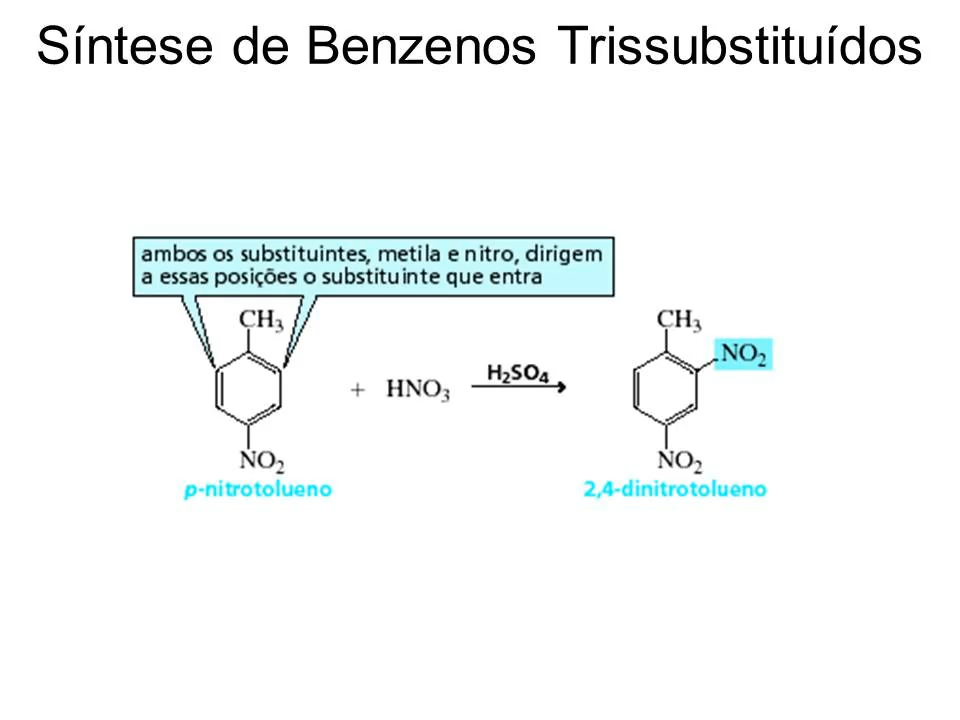 Síntese de Benzenos Trissubstituídos
ambos os substituintes, metila e nitro, dirigem
a essas posições o substituinte que entra
CH₃
NO₂
p-nitrotolueno
+ HNO₃
H₂SO₄
CH₃
NO₂
NO₂
2,4-dinitrotolueno